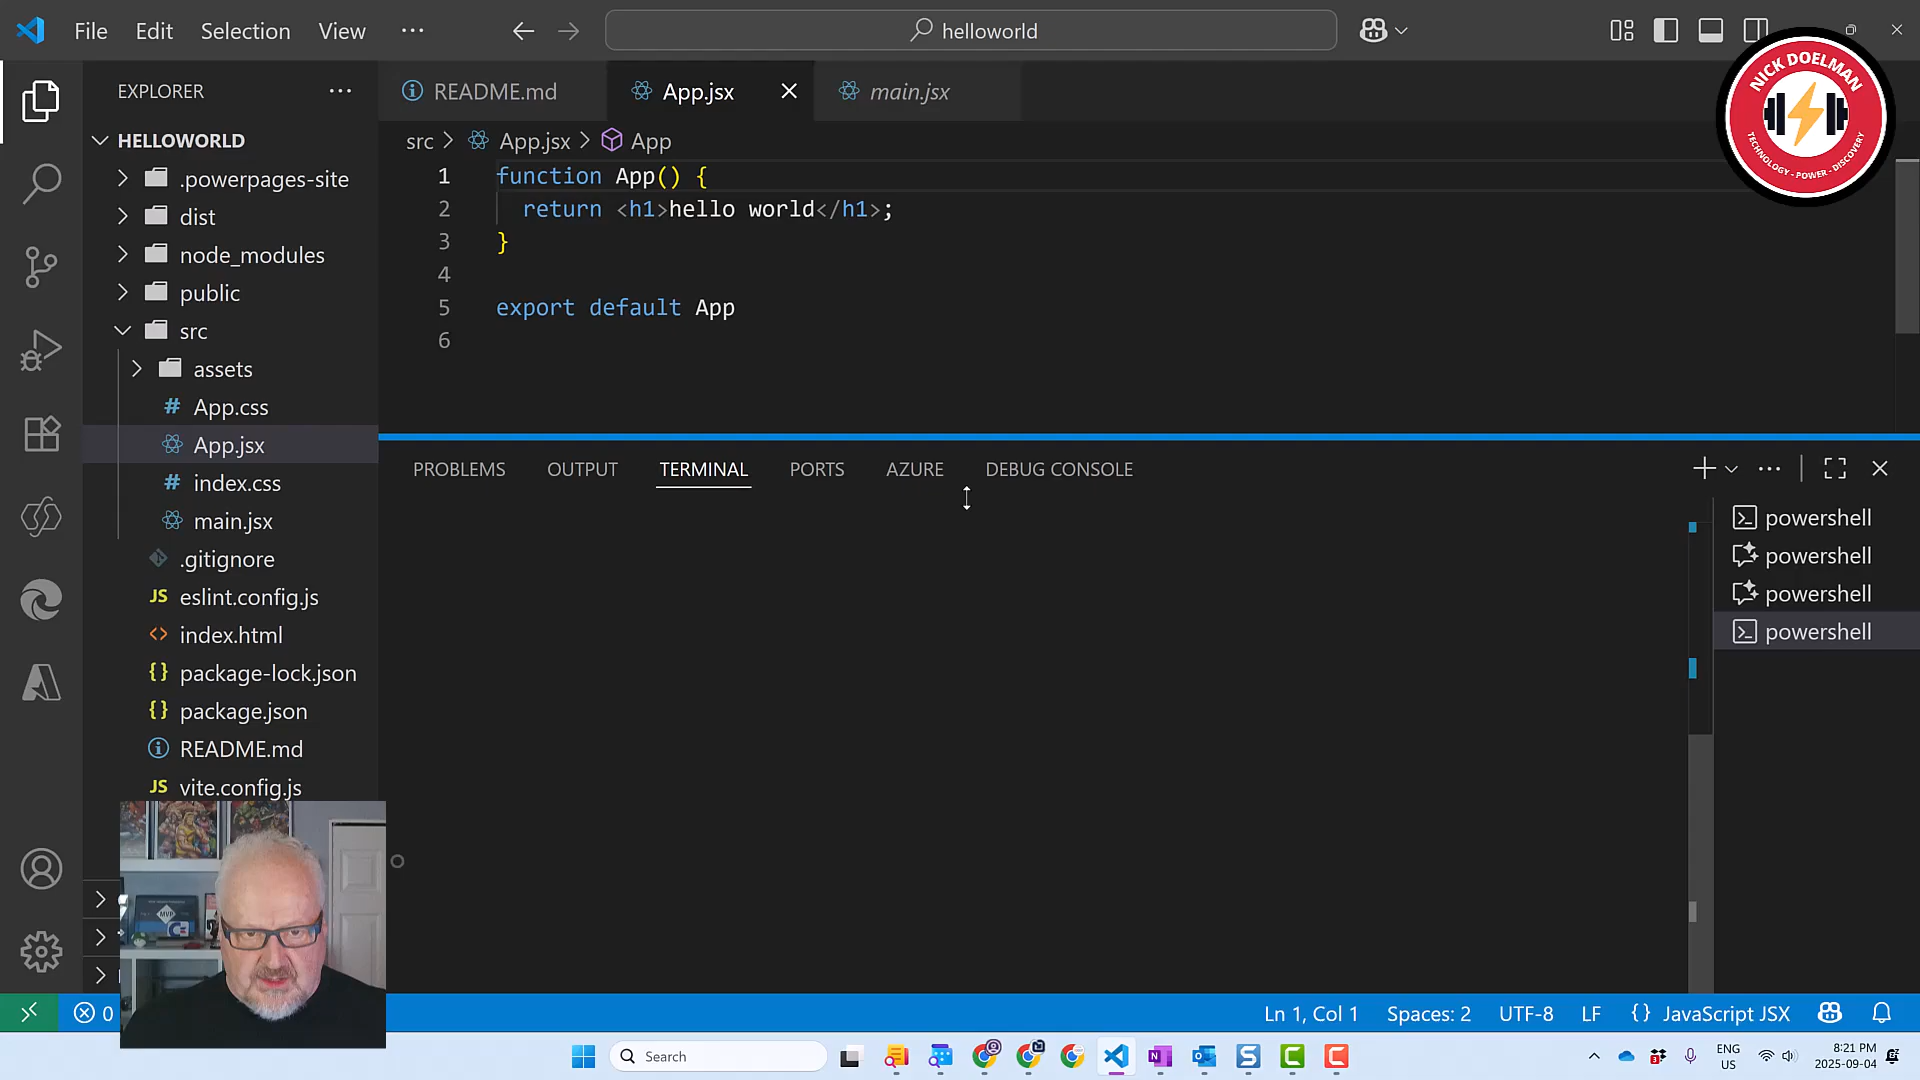 File Edit Selection View ··· helloworld
EXPLORER ···
README.md App.jsx main.jsx
HELLOWORLD
src > App.jsx > App
.powerpages-site
dist
node_modules
public
src
assets
App.css
App.jsx
index.css
main.jsx
.gitignore
eslint.config.js
index.html
package-lock.json
package.json
README.md
vite.config.js
1 function App() {
2 return <h1>hello world</h1>;
3 }
4
5 export default App
6
PROBLEMS OUTPUT TERMINAL PORTS AZURE DEBUG CONSOLE
powershell
powershell
powershell
powershell
NICK DOELMAN
TECHNOLOGY - POWER - DISCOVERY
MVP
0 Ln 1, Col 1 Spaces: 2 UTF-8 LF {} JavaScript JSX
Search
ENG
US
8:21 PM
2025-09-04